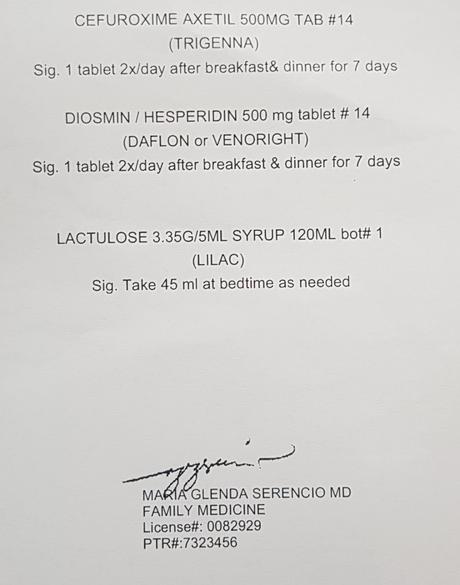 CEFUROXIME AXETIL 500MG TAB #14
(TRIGENNA)
Sig. 1 tablet 2x/day after breakfast& dinner for 7 days
DIOSMIN / HESPERIDIN 500 mg tablet # 14
(DAFLON or VENORIGHT)
Sig. 1 tablet 2x/day after breakfast & dinner for 7 days
LACTULOSE 3.35G/5ML SYRUP 120ML bot# 1
(LILAC)
Sig. Take 45 ml at bedtime as needed
MARIA GLENDA SERENCIO MD
FAMILY MEDICINE
License#: 0082929
PTR#:7323456